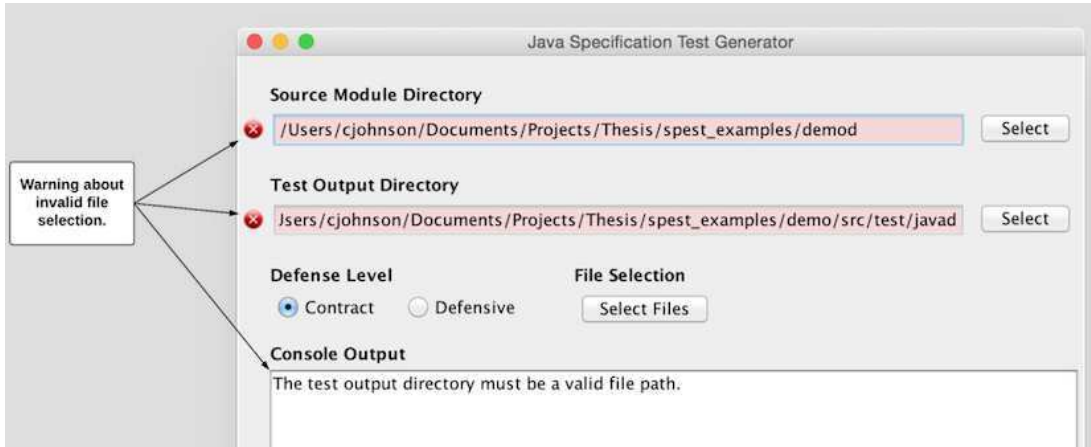 Java Specification Test Generator
Source Module Directory
/Users/cjohnson/Documents/Projects/Thesis/spest_examples/demod
Select
Warning about
invalid file
selection.
Test Output Directory
Jsers/cjohnson/Documents/Projects/Thesis/spest_examples/demo/src/test/javad
Select
Defense Level
File Selection
Contract
Defensive
Select Files
Console Output
The test output directory must be a valid file path.